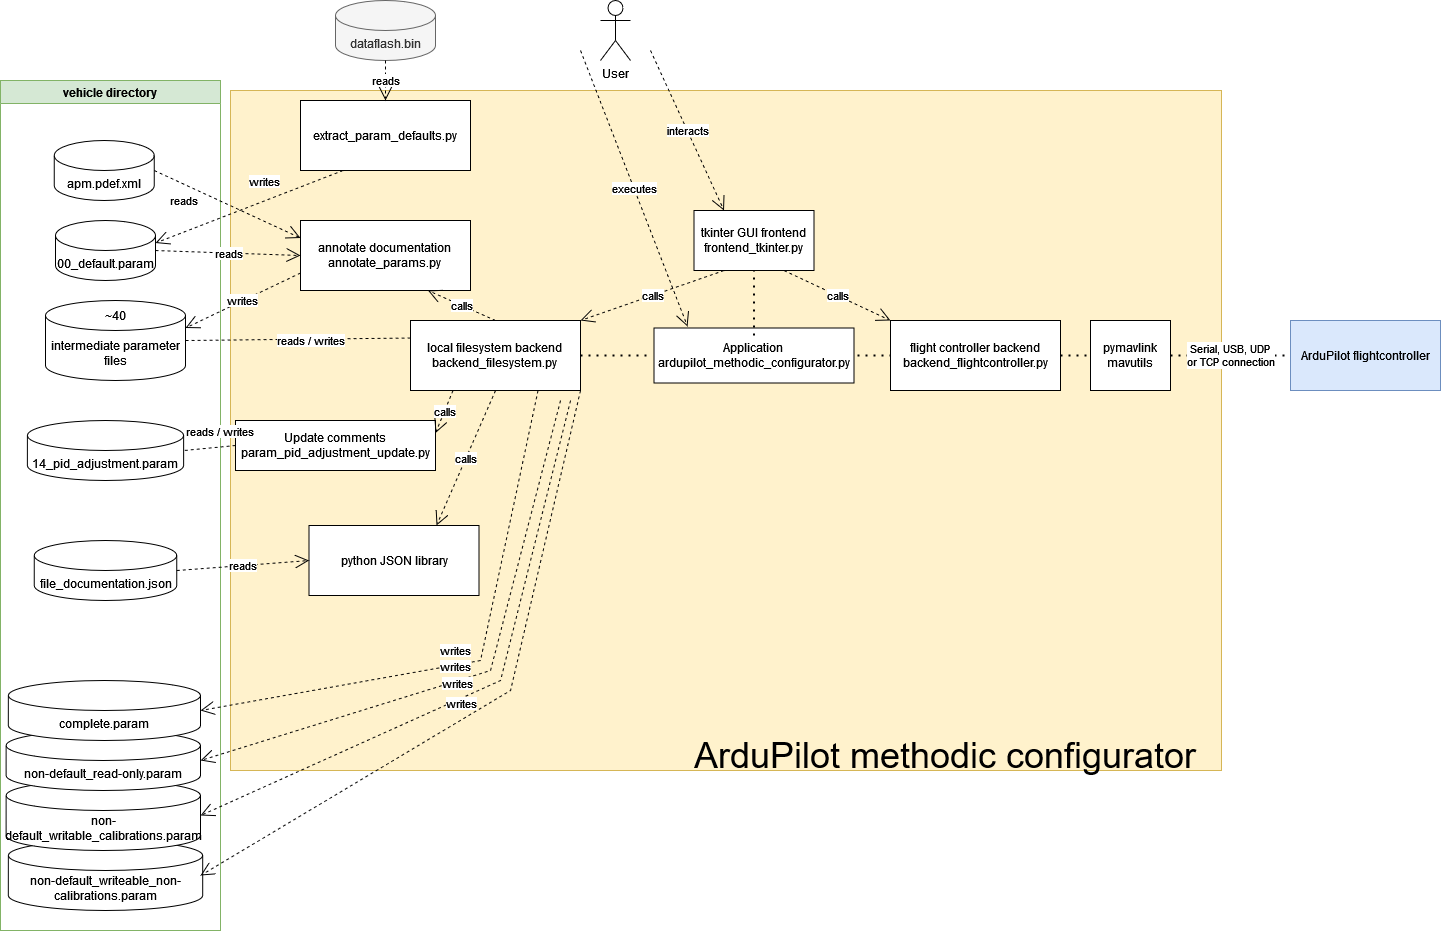 dataflash.bin
User
reads
vehicle directory
extract_param_defaults.py
interacts
apm.pdef.xml
writes
reads
executes
00_default.param
reads
annotate documentation
annotate_params.py
tkinter GUI frontend
frontend_tkinter.py
writes
calls
calls
calls
~40
intermediate parameter
files
reads / writes
local filesystem backend
backend_filesystem.py
Application
ardupilot_methodic_configurator.py
flight controller backend
backend_flightcontroller.py
pymavlink
mavutils
Serial, USB, UDP
or TCP connection
ArduPilot flightcontroller
calls
reads / writes
14_pid_adjustment.param
Update comments
param_pid_adjustment_update.py
calls
file_documentation.json
reads
python JSON library
writes
writes
writes
writes
complete.param
non-default_read-only.param
ArduPilot methodic configurator
non-
default_writable_calibrations.param
non-default_writeable_non-
calibrations.param